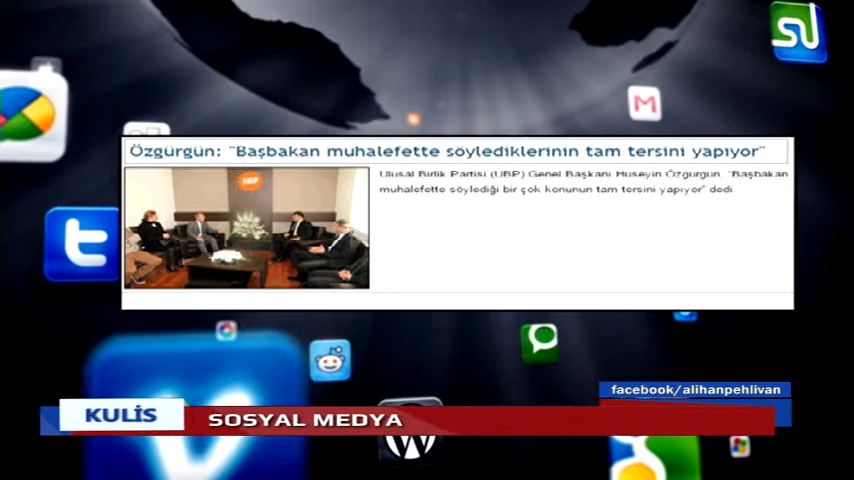 Özgürgün: ¨Başbakan muhalefette söylediklerinin tam tersini yapıyor¨
Ulusal Birlik Partisi (UBP) Genel Başkanı Hüseyin Özgürgün, ¨Başbakan
muhalefette söylediği bir çok konunun tam tersini yapıyor¨ dedi.
UBP
facebook/alihanpehlivan
KULİS
SOSYAL MEDYA